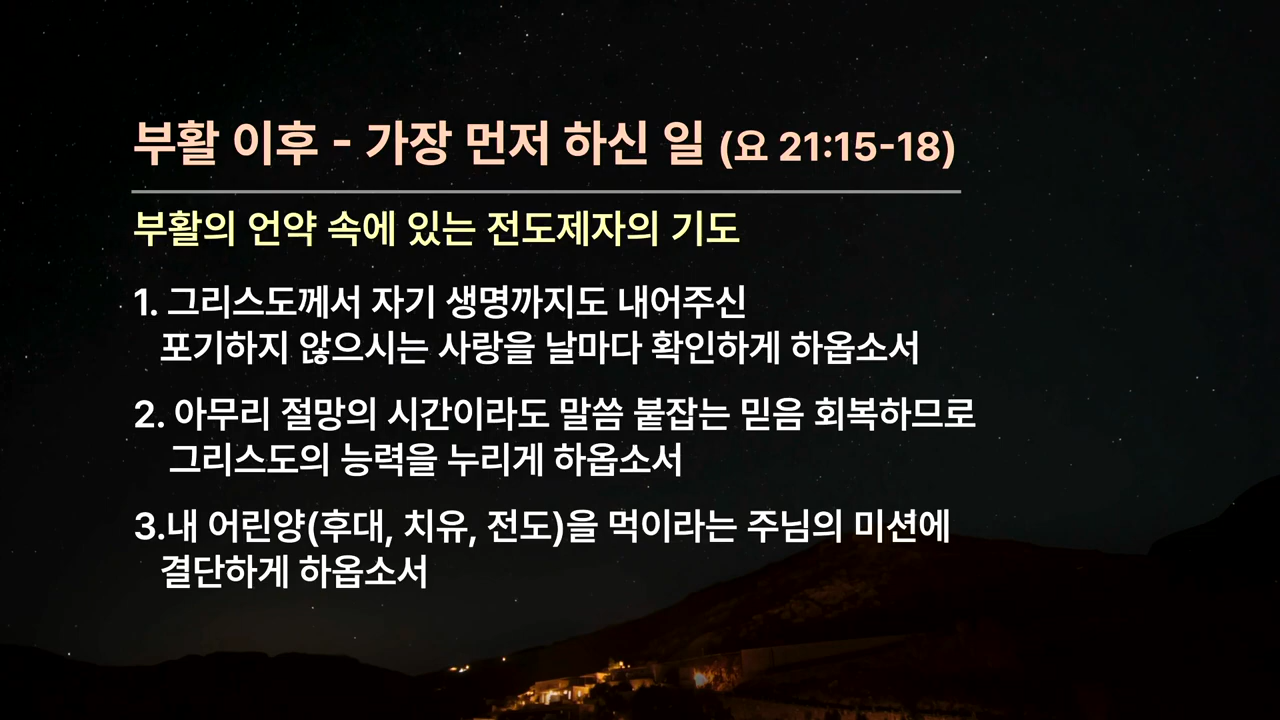 부활 이후 - 가장 먼저 하신 일 (요 21:15-18)
부활의 언약 속에 있는 전도제자의 기도
1. 그리스도께서 자기 생명까지도 내어주신
포기하지 않으시는 사랑을 날마다 확인하게 하옵소서
2. 아무리 절망의 시간이라도 말씀 붙잡는 믿음 회복하므로
그리스도의 능력을 누리게 하옵소서
3.내 어린양(후대, 치유, 전도)을 먹이라는 주님의 미션에
결단하게 하옵소서